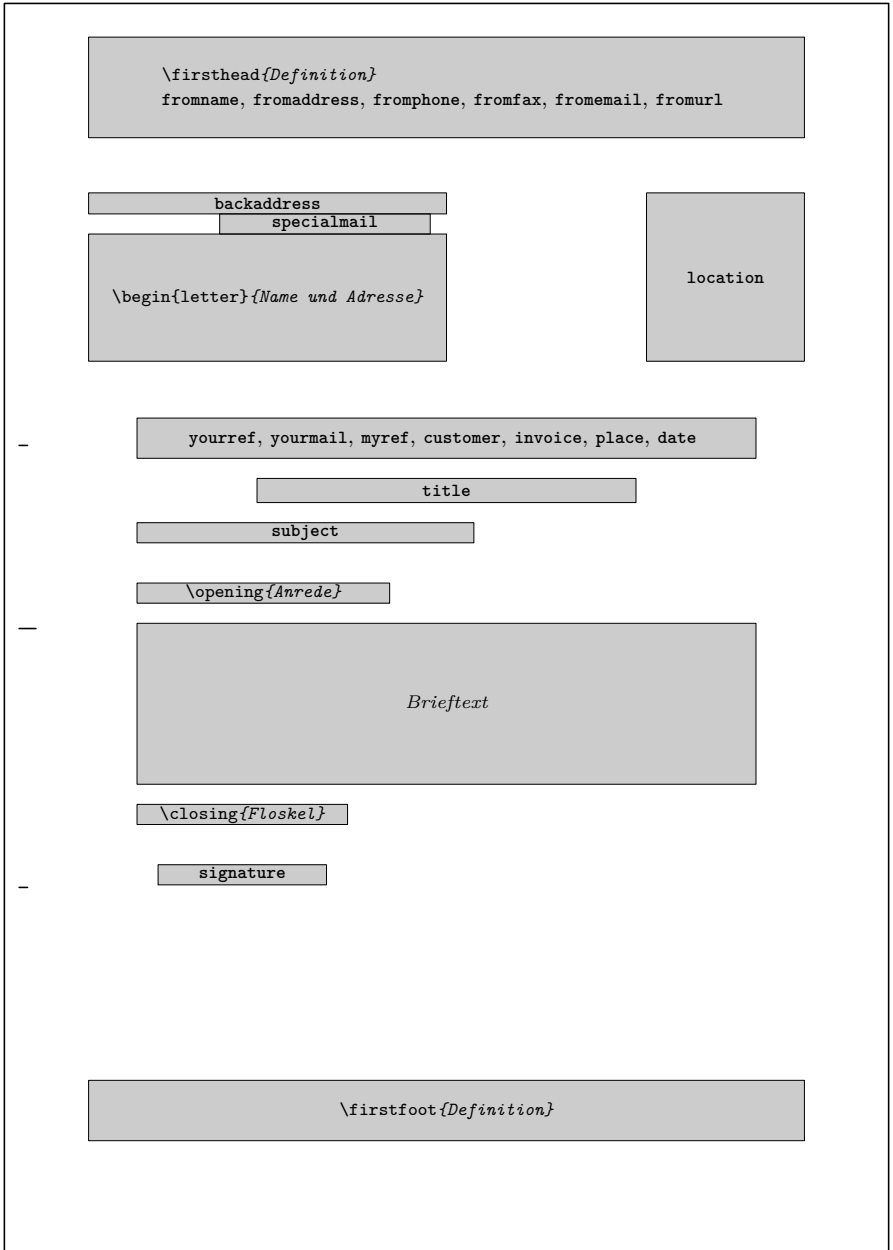 \firsthead{Definition}
fromname, fromaddress, fromphone, fromfax, fromemail, fromurl
backaddress
specialmail
\begin{letter}{Name und Adresse}
location
yourref, yourmail, myref, customer, invoice, place, date
title
subject
\opening{Anrede}
Brieftext
\closing{Floskel}
signature
\firstfoot{Definition}